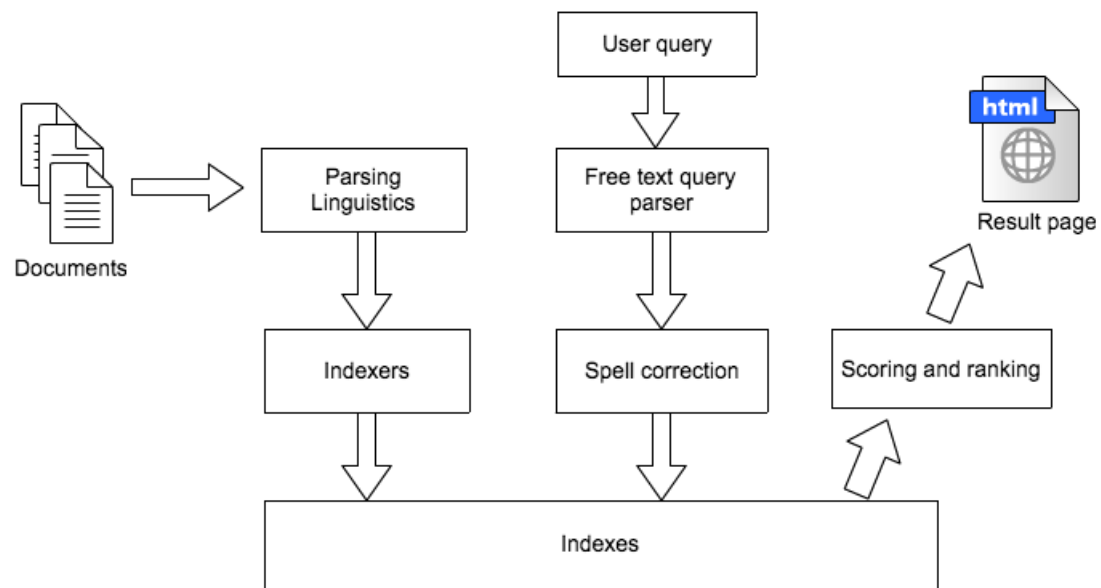 User query
html
Parsing
Linguistics
Free text query
parser
Result page
Documents
Indexers
Spell correction
Scoring and ranking
Indexes